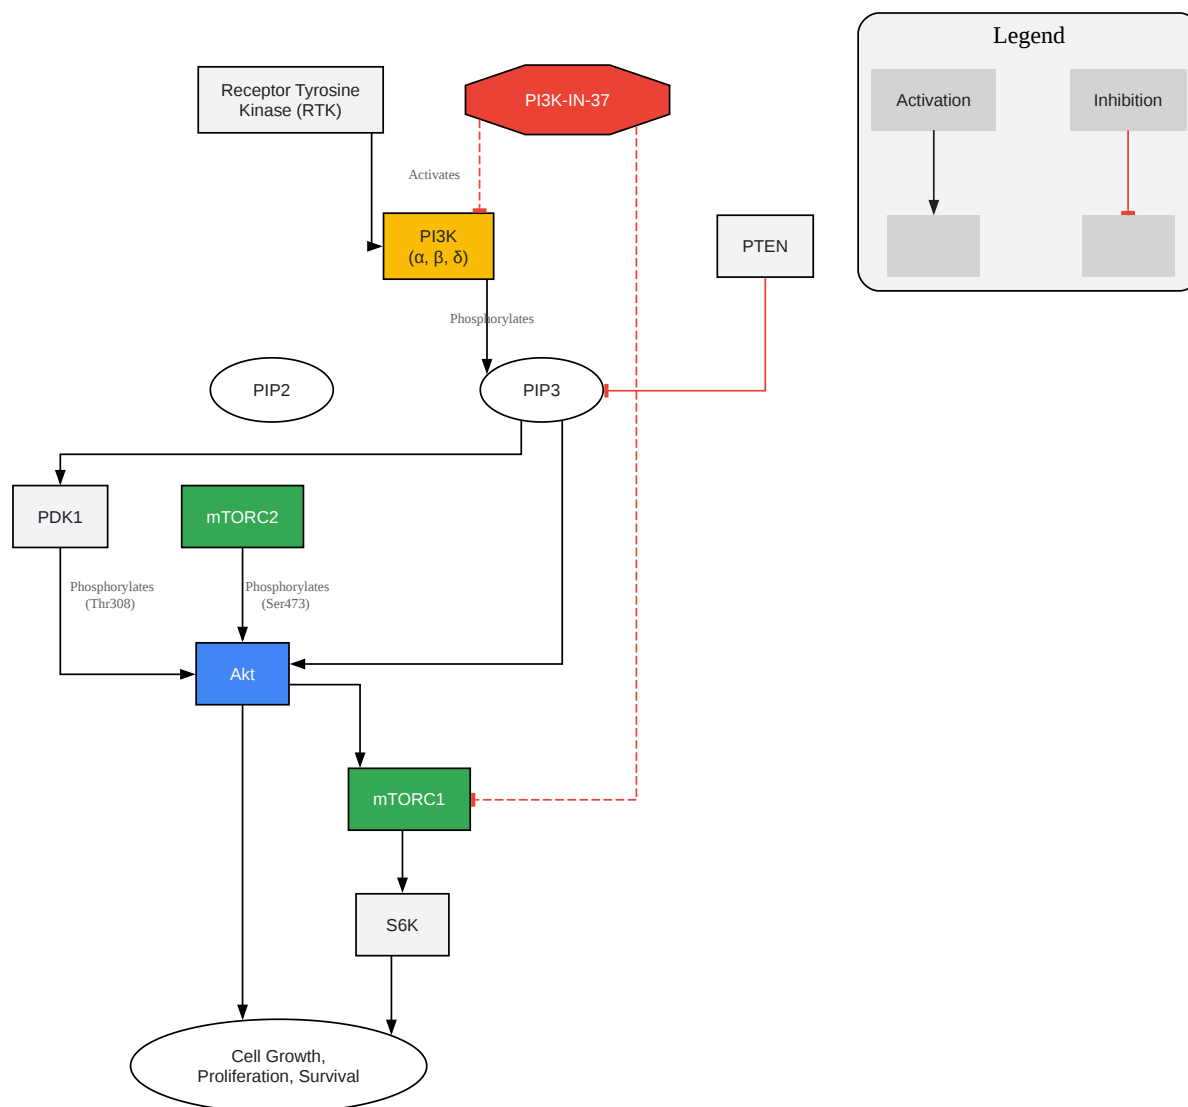 Legend
Receptor Tyrosine
Kinase (RTK)
PI3K-IN-37
Activation
Inhibition
Activates
PI3K
(α, β, δ)
PTEN
Phosphorylates
PIP2
PIP3
PDK1
mTORC2
Phosphorylates
(Thr308)
Phosphorylates
(Ser473)
Akt
mTORC1
S6K
Cell Growth,
Proliferation, Survival